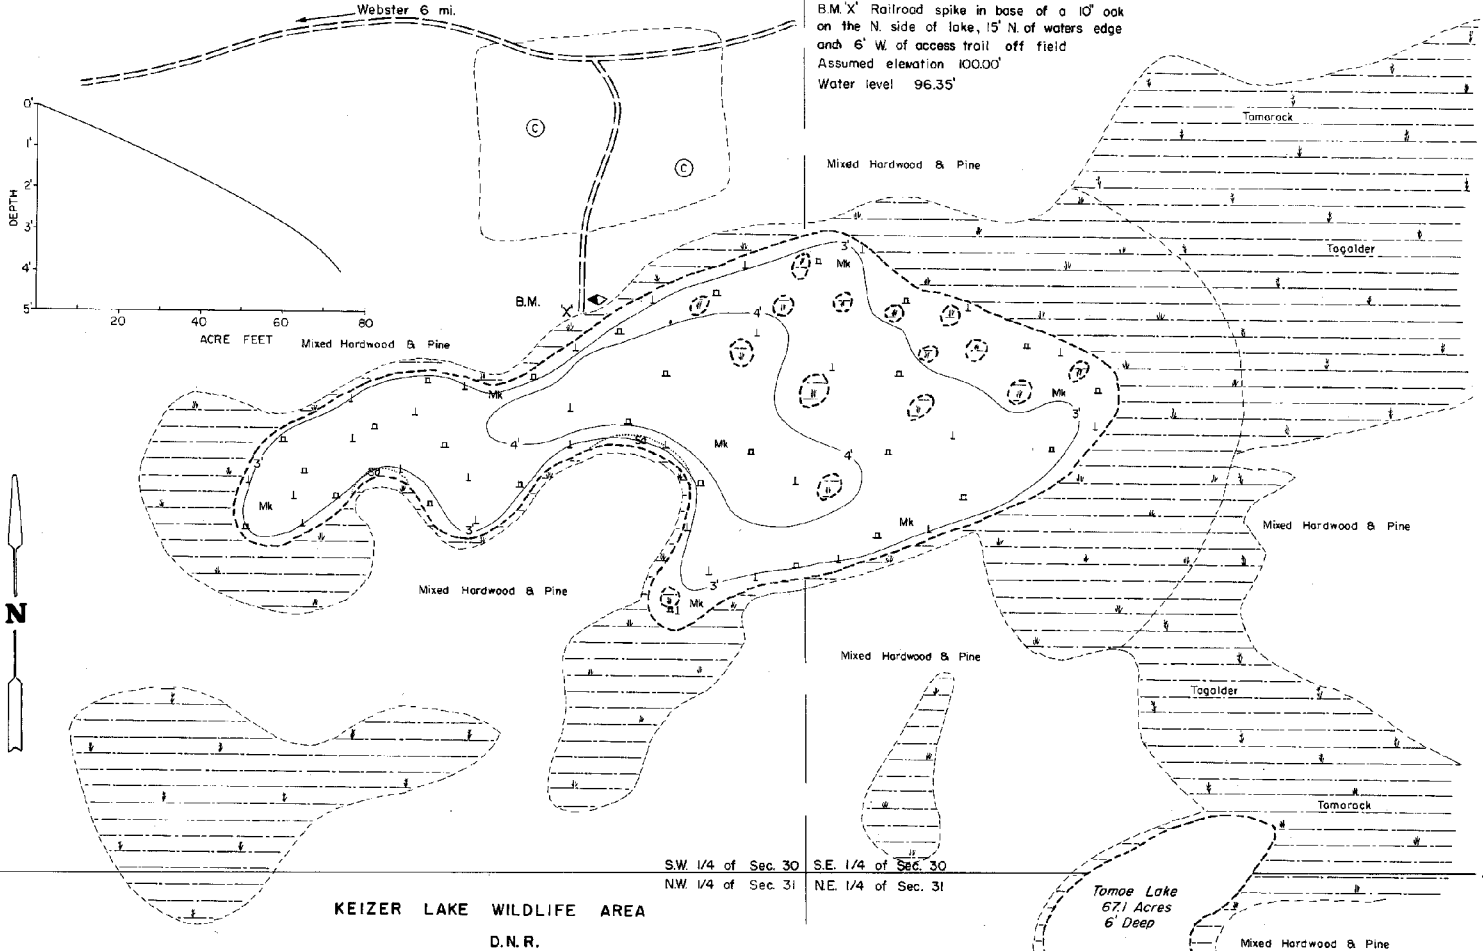 Webster 6 mi.
B.M. 'X' Railroad spike in base of a 10" oak
on the N. side of lake, 15' N. of waters edge
and 6' W. of access trail off field
Assumed elevation 100.00'
Water level 96.35'
0'
1'
2'
3'
4'
5'
DEPTH
20
40
60
80
ACRE FEET
C
C
Mixed Hardwood & Pine
Tamarack
Tagalder
B.M.
X
Mixed Hardwood & Pine
3'
Mk
4'
Mk
Mk
3'
4'
Sd
Mk
4'
3'
Sd
Mk
3'
Mk
Mixed Hardwood & Pine
Mixed Hardwood & Pine
3'
Mk
N
Mixed Hardwood & Pine
Tagalder
Tamarack
S.W. 1/4 of Sec. 30
S.E. 1/4 of Sec. 30
N.W. 1/4 of Sec. 31
N.E. 1/4 of Sec. 31
KEIZER LAKE WILDLIFE AREA
D.N.R.
Tomoe Lake
67.1 Acres
6' Deep
Mixed Hardwood & Pine